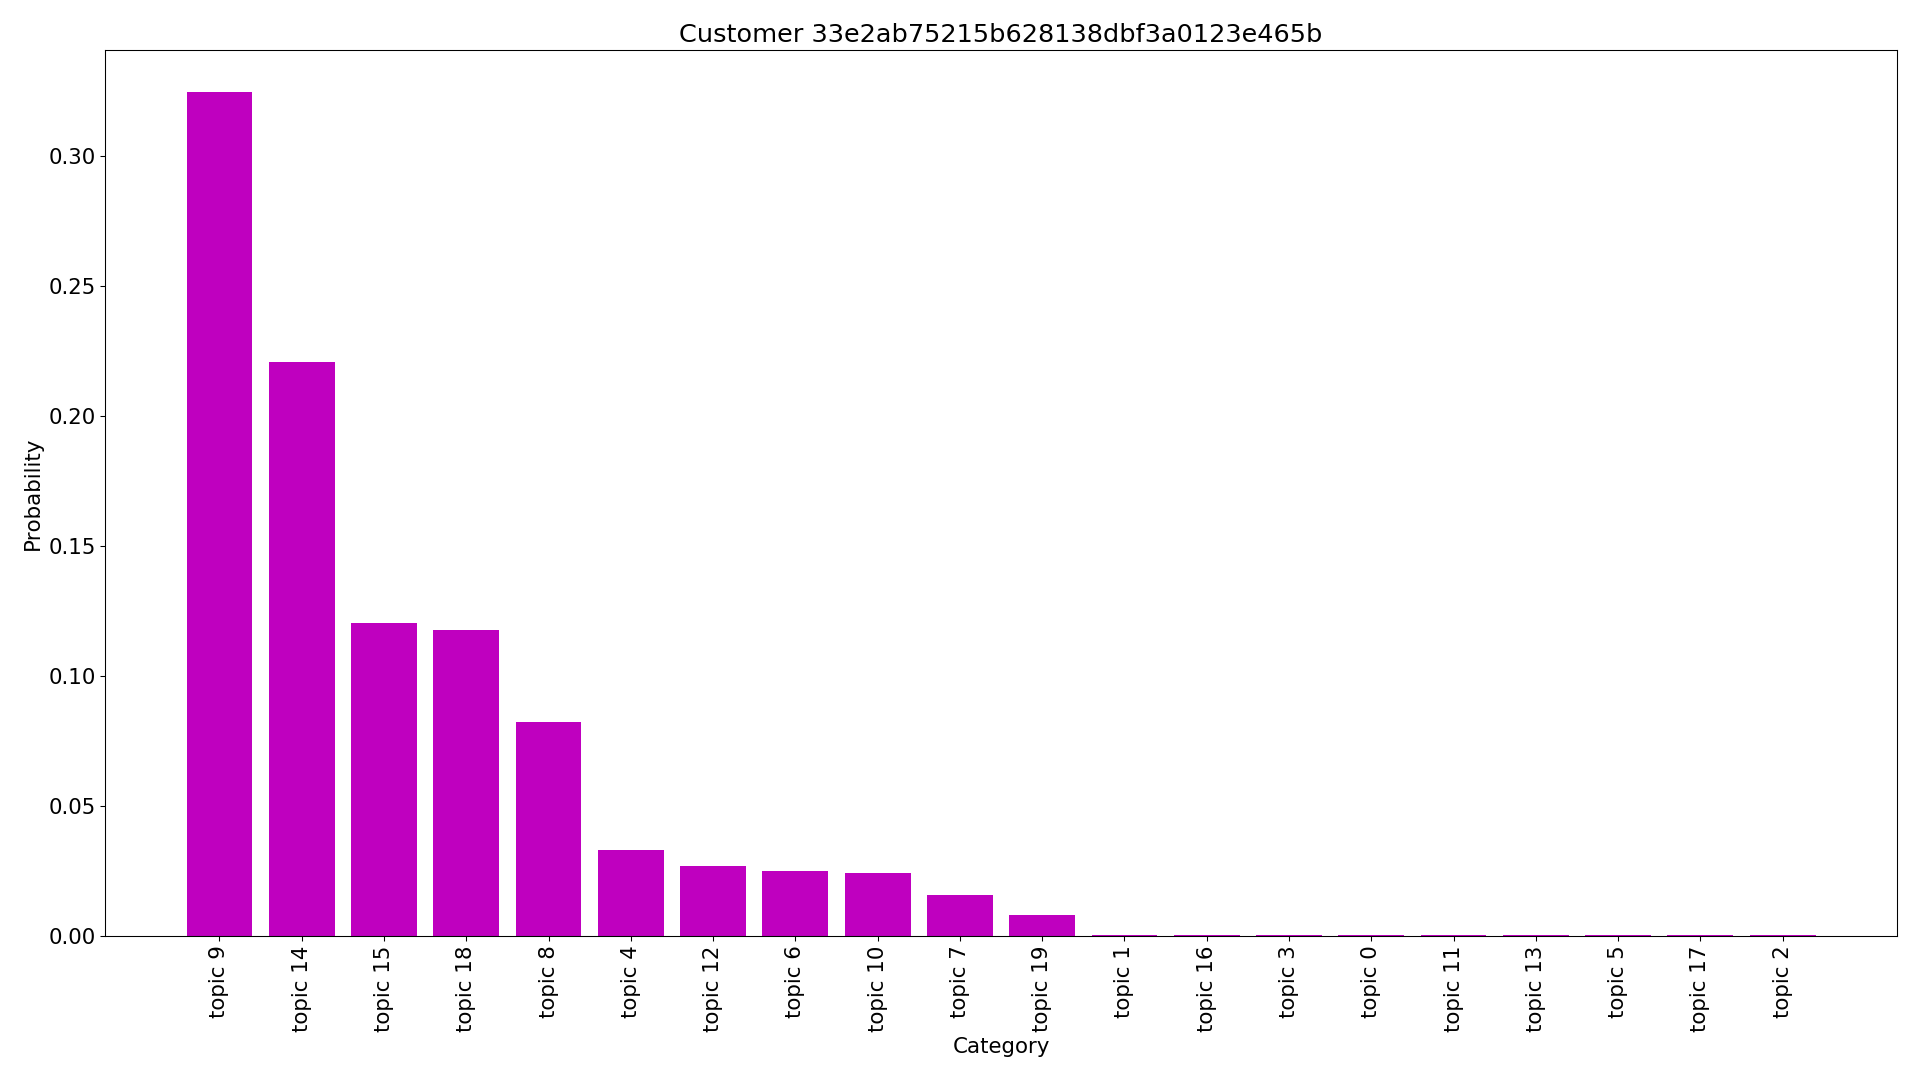 Customer 33e2ab75215b628138dbf3a0123e465b
Probability
0.30
0.25
0.20
0.15
0.10
0.05
0.00
topic 9
topic 14
topic 15
topic 18
topic 8
topic 4
topic 12
topic 6
topic 10
topic 7
topic 19
topic 1
topic 16
topic 3
topic 0
topic 11
topic 13
topic 5
topic 17
topic 2
Category